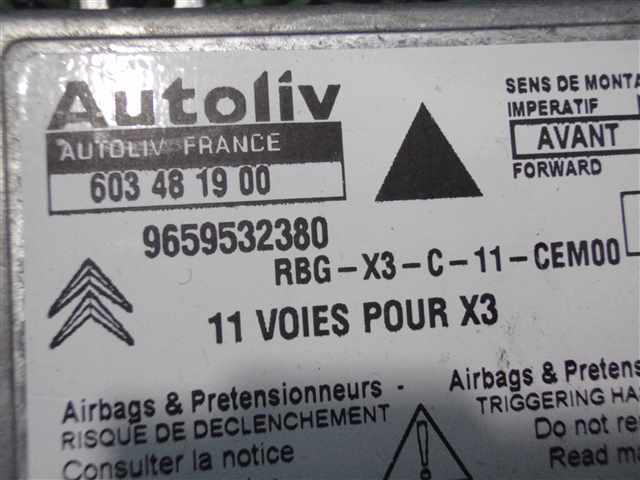 Autoliv
AUTOLIV FRANCE
603 48 19 00
9659532380
RBG-X3-C-11-CEM00
11 VOIES POUR X3
SENS DE MONTA
IMPERATIF
AVANT
FORWARD
Airbags & Pretensionneurs -
RISQUE DE DECLENCHEMENT
Consulter la notice
Airbags & Pretens
TRIGGERING HA
Do not re
Read ma